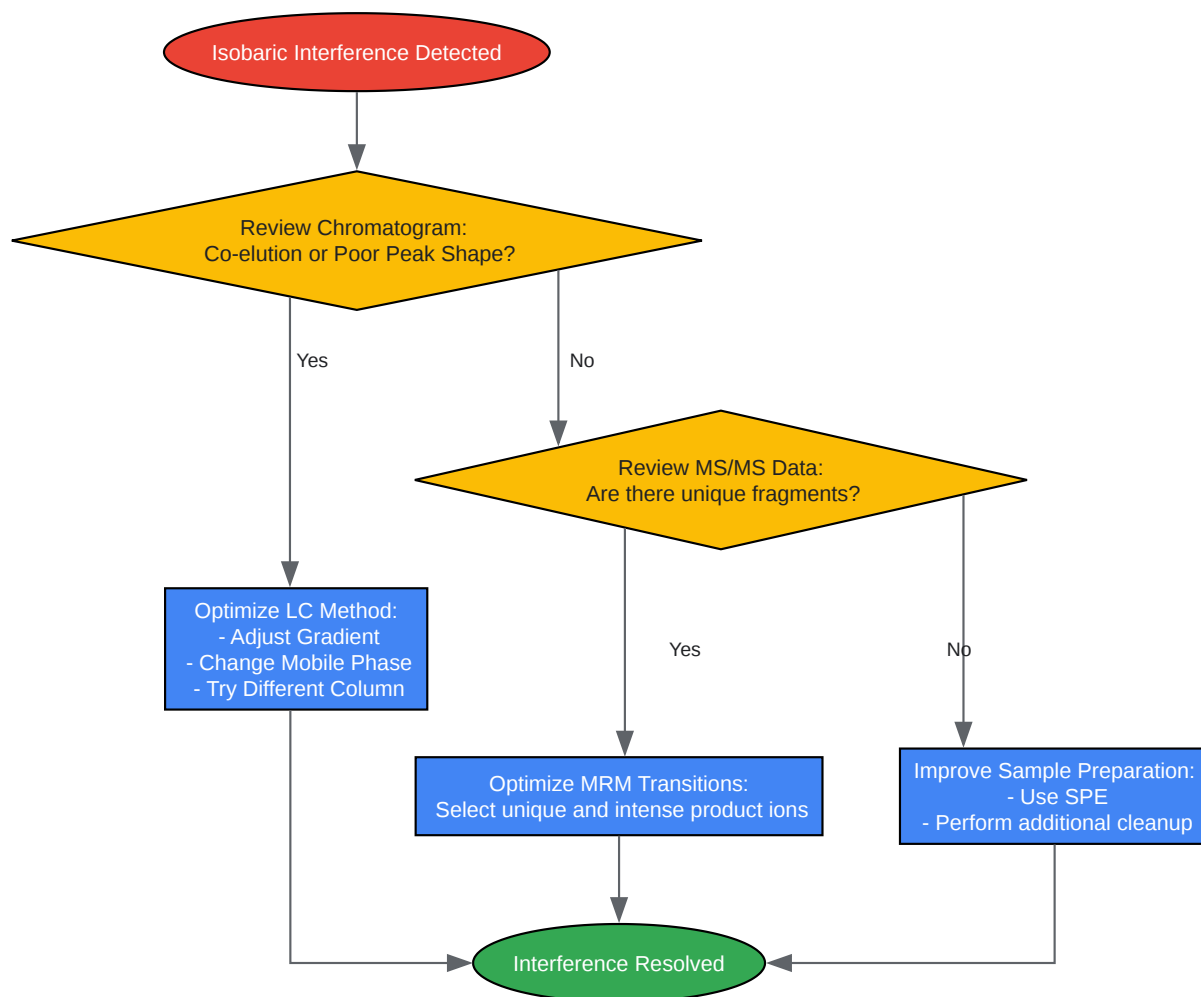 Isobaric Interference Detected
Review Chromatogram:
Co-elution or Poor Peak Shape?
Yes
No
Review MS/MS Data:
Are there unique fragments?
Optimize LC Method:
- Adjust Gradient
- Change Mobile Phase
- Try Different Column
Yes
No
Optimize MRM Transitions:
Select unique and intense product ions
Improve Sample Preparation:
- Use SPE
- Perform additional cleanup
Interference Resolved